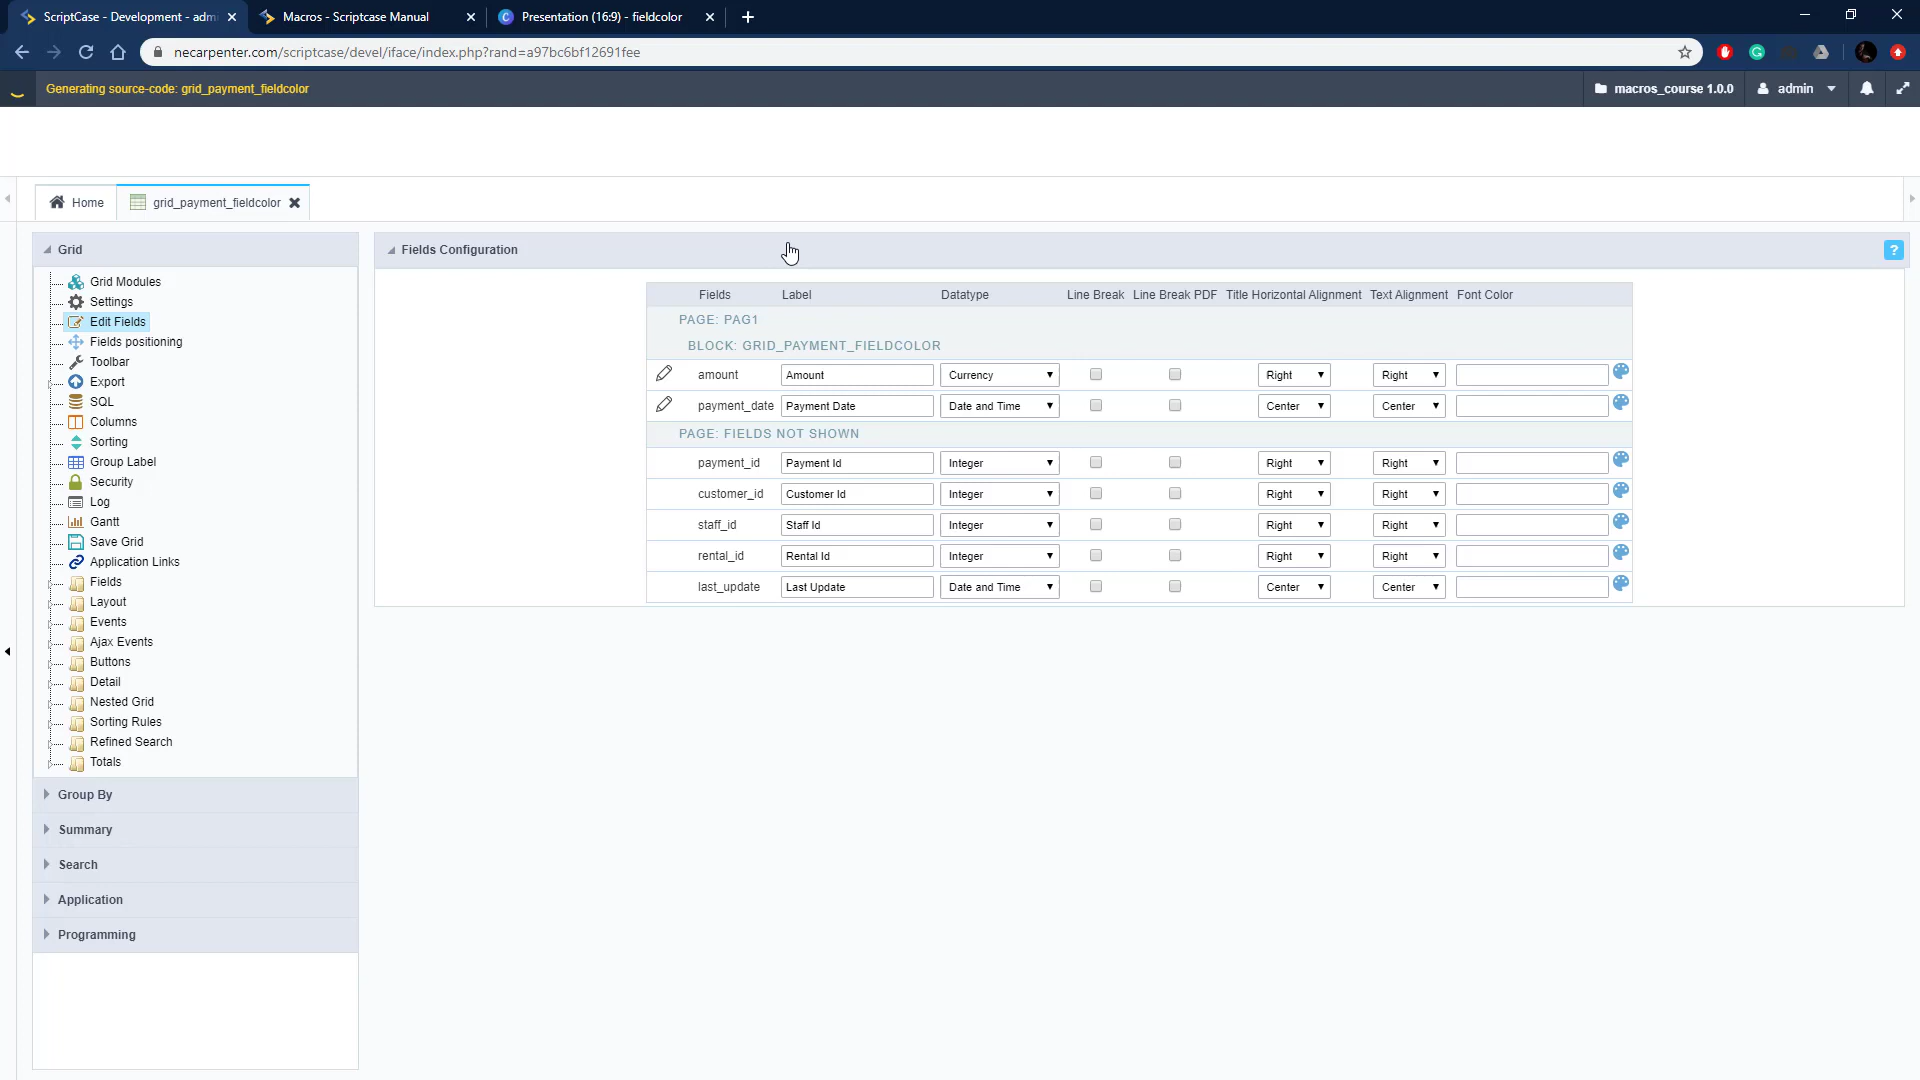 ScriptCase - Development - admi
Macros - Scriptcase Manual
Presentation (16:9) - fieldcolor
necarpenter.com/scriptcase/devel/iface/index.php?rand=a97bc6bf12691fee
Generating source-code: grid_payment_fieldcolor
macros_course 1.0.0
admin
Home
grid_payment_fieldcolor
Grid
Grid Modules
Settings
Edit Fields
Fields positioning
Toolbar
Export
SQL
Columns
Sorting
Group Label
Security
Log
Gantt
Save Grid
Application Links
Fields
Layout
Events
Ajax Events
Buttons
Detail
Nested Grid
Sorting Rules
Refined Search
Totals
Group By
Summary
Search
Application
Programming
Fields Configuration
?
Fields Label Datatype Line Break Line Break PDF Title Horizontal Alignment Text Alignment Font Color
PAGE: PAG1
BLOCK: GRID_PAYMENT_FIELDCOLOR
amount Amount Currency Right Right
payment_date Payment Date Date and Time Center Center
PAGE: FIELDS NOT SHOWN
payment_id Payment Id Integer Right Right
customer_id Customer Id Integer Right Right
staff_id Staff Id Integer Right Right
rental_id Rental Id Integer Right Right
last_update Last Update Date and Time Center Center